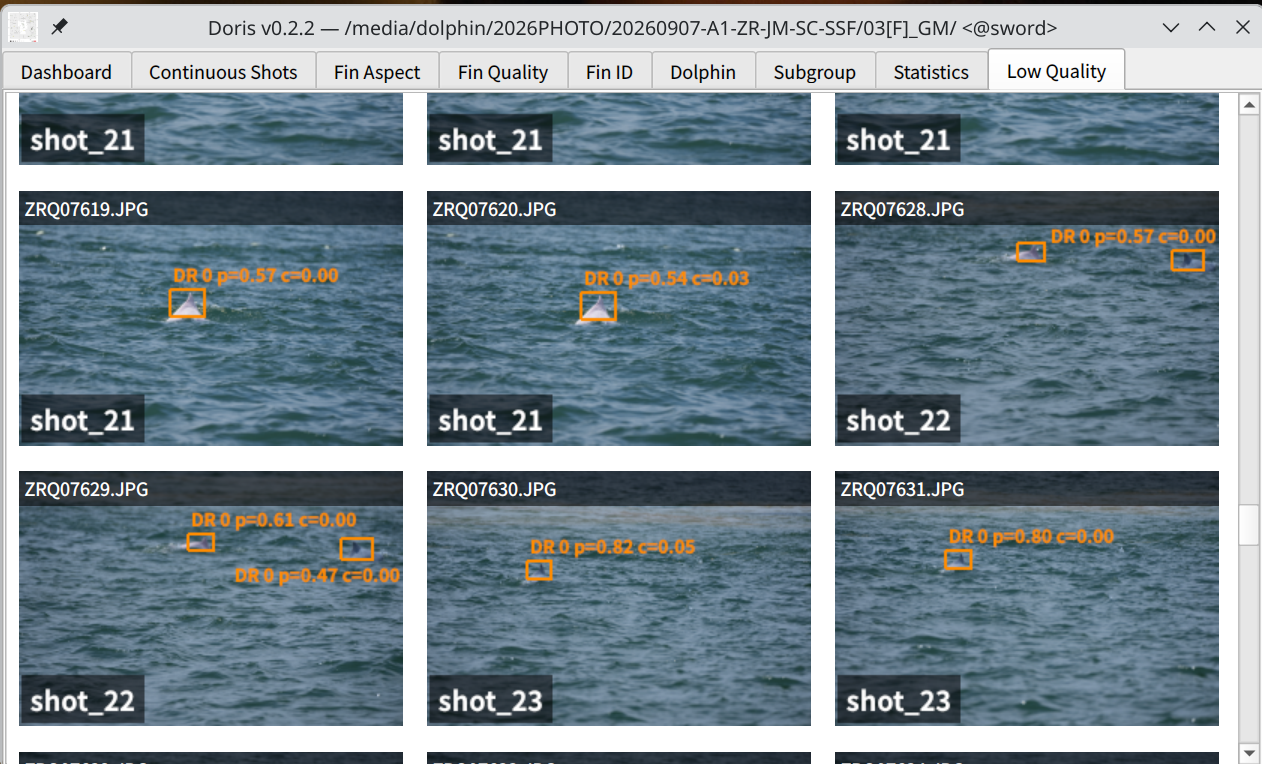 Doris v0.2.2 — /media/dolphin/2026PHOTO/20260907-A1-ZR-JM-SC-SSF/03[F]_GM/ <@sword>
Dashboard Continuous Shots Fin Aspect Fin Quality Fin ID Dolphin Subgroup Statistics Low Quality
shot_21 shot_21 shot_21
ZRQ07619.JPG ZRQ07620.JPG ZRQ07628.JPG
DR 0 p=0.57 c=0.00
DR 0 p=0.57 c=0.00 DR 0 p=0.54 c=0.03
shot_21 shot_21 shot_22
ZRQ07629.JPG ZRQ07630.JPG ZRQ07631.JPG
DR 0 p=0.61 c=0.00
DR 0 p=0.82 c=0.05 DR 0 p=0.80 c=0.00
DR 0 p=0.47 c=0.00
shot_22 shot_23 shot_23